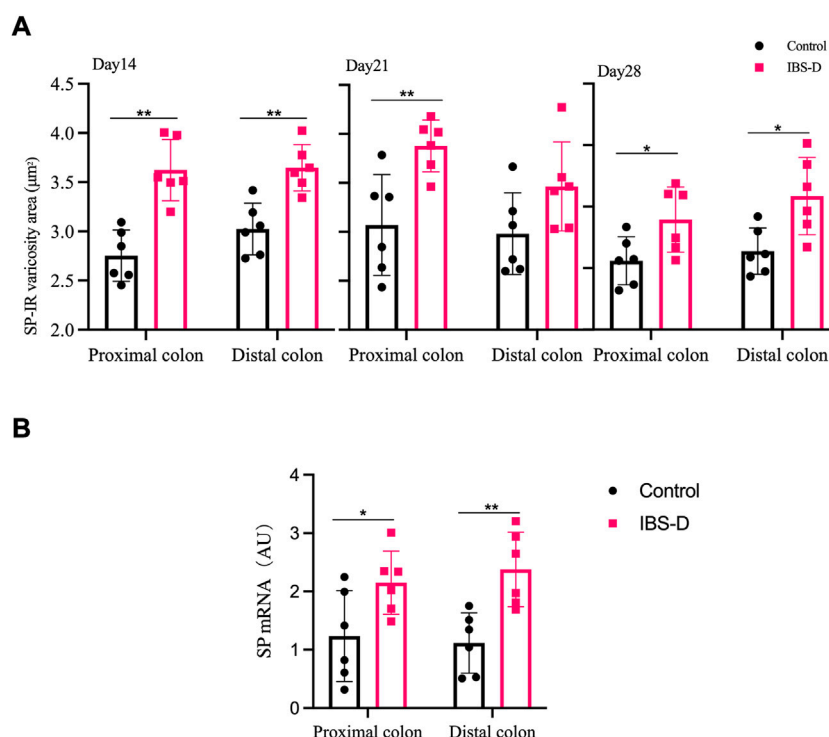 A
Day14
Day21
Day28
Control
IBS-D
SP-IR varicosity area (μm²)
4.5
4.0
3.5
3.0
2.5
2.0
**
**
**
*
*
Proximal colon
Distal colon
Proximal colon
Distal colon
Proximal colon
Distal colon
B
SP mRNA（AU）
4
3
2
1
0
*
**
Control
IBS-D
Proximal colon
Distal colon